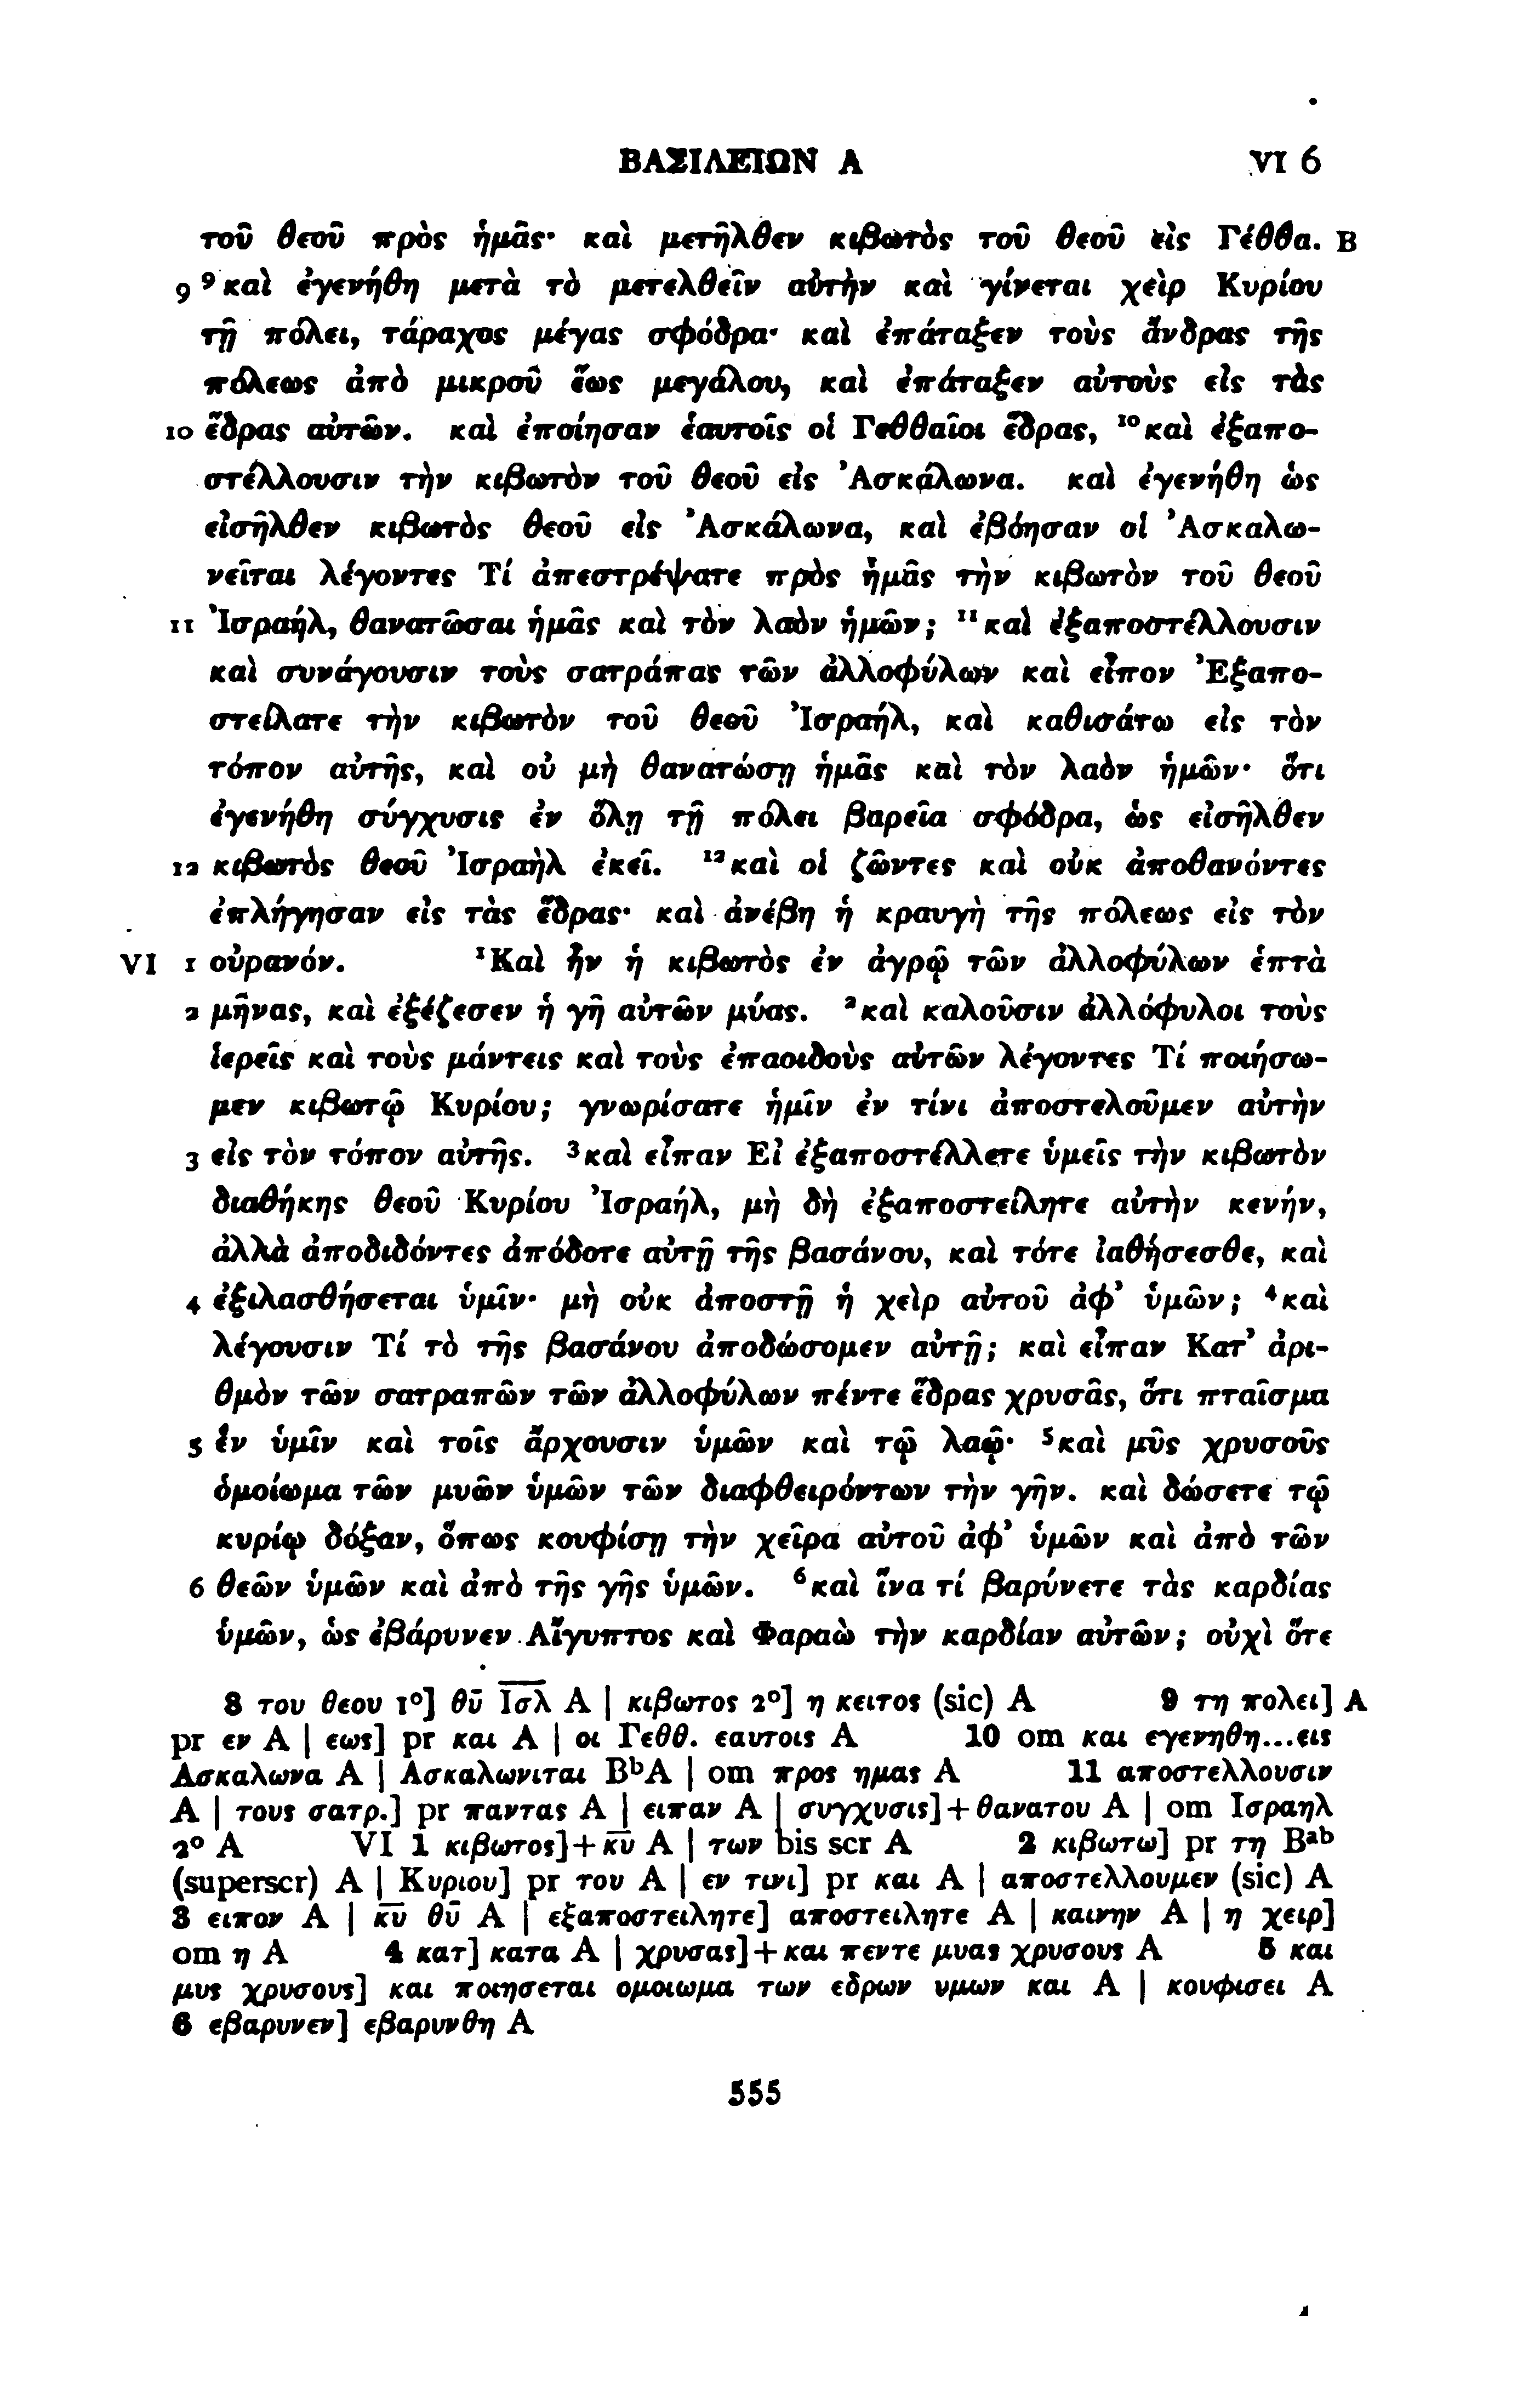 ΒΑΣΙΛΕΙΩΝ Α VI 6
τοῦ θεοῦ πρὸς ἡμᾶς· καὶ μετῆλθεν κιβωτὸς τοῦ θεοῦ εἰς Γέθθα. B
9 ⁹καὶ ἐγενήθη μετὰ τὸ μετελθεῖν αὐτὴν καὶ γίνεται χεὶρ Κυρίου
τῇ πόλει, τάραχος μέγας σφόδρα· καὶ ἐπάταξεν τοὺς ἄνδρας τῆς
πόλεως ἀπὸ μικροῦ ἕως μεγάλου, καὶ ἐπάταξεν αὐτοὺς εἰς τὰς
10 ἕδρας αὐτῶν. καὶ ἐποίησαν ἑαυτοῖς οἱ Γεθθαῖοι ἕδρας, ¹⁰καὶ ἐξαπο-
στέλλουσιν τὴν κιβωτὸν τοῦ θεοῦ εἰς Ἀσκάλωνα. καὶ ἐγενήθη ὡς
εἰσῆλθεν κιβωτὸς θεοῦ εἰς Ἀσκάλωνα, καὶ ἐβόησαν οἱ Ἀσκαλω-
νεῖται λέγοντες Τί ἀπεστρέψατε πρὸς ἡμᾶς τὴν κιβωτὸν τοῦ θεοῦ
11 Ἰσραήλ, θανατῶσαι ἡμᾶς καὶ τὸν λαὸν ἡμῶν; ¹¹καὶ ἐξαποστέλλουσιν
καὶ συνάγουσιν τοὺς σατράπας τῶν ἀλλοφύλων καὶ εἶπον Ἐξαπο-
στείλατε τὴν κιβωτὸν τοῦ θεοῦ Ἰσραήλ, καὶ καθισάτω εἰς τὸν
τόπον αὐτῆς, καὶ οὐ μὴ θανατώσῃ ἡμᾶς καὶ τὸν λαὸν ἡμῶν· ὅτι
ἐγενήθη σύγχυσις ἐν ὅλῃ τῇ πόλει βαρεῖα σφόδρα, ὡς εἰσῆλθεν
12 κιβωτὸς θεοῦ Ἰσραὴλ ἐκεῖ. ¹²καὶ οἱ ζῶντες καὶ οὐκ ἀποθανόντες
ἐπλήγησαν εἰς τὰς ἕδρας· καὶ ἀνέβη ἡ κραυγὴ τῆς πόλεως εἰς τὸν
VI 1 οὐρανόν. ¹Καὶ ἦν ἡ κιβωτὸς ἐν ἀγρῷ τῶν ἀλλοφύλων ἑπτὰ
2 μῆνας, καὶ ἐξέζεσεν ἡ γῆ αὐτῶν μύας. ²καὶ καλοῦσιν ἀλλόφυλοι τοὺς
ἱερεῖς καὶ τοὺς μάντεις καὶ τοὺς ἐπαοιδοὺς αὐτῶν λέγοντες Τί ποιήσω-
μεν κιβωτῷ Κυρίου; γνωρίσατε ἡμῖν ἐν τίνι ἀποστελοῦμεν αὐτὴν
3 εἰς τὸν τόπον αὐτῆς. ³καὶ εἶπαν Εἰ ἐξαποστέλλετε ὑμεῖς τὴν κιβωτὸν
διαθήκης θεοῦ Κυρίου Ἰσραήλ, μὴ δὴ ἐξαποστείλητε αὐτὴν κενήν,
ἀλλὰ ἀποδιδόντες ἀπόδοτε αὐτῇ τῆς βασάνου, καὶ τότε ἰαθήσεσθε, καὶ
4 ἐξιλασθήσεται ὑμῖν· μὴ οὐκ ἀποστῇ ἡ χεὶρ αὐτοῦ ἀφ’ ὑμῶν; ⁴καὶ
λέγουσιν Τί τὸ τῆς βασάνου ἀποδώσομεν αὐτῇ; καὶ εἶπαν Κατ’ ἀρι-
θμὸν τῶν σατραπῶν τῶν ἀλλοφύλων πέντε ἕδρας χρυσᾶς, ὅτι πταῖσμα
5 ἐν ὑμῖν καὶ τοῖς ἄρχουσιν ὑμῶν καὶ τῷ λαῷ· ⁵καὶ μῦς χρυσοῦς
ὁμοίωμα τῶν μυῶν ὑμῶν τῶν διαφθειρόντων τὴν γῆν. καὶ δώσετε τῷ
κυρίῳ δόξαν, ὅπως κουφίσῃ τὴν χεῖρα αὐτοῦ ἀφ’ ὑμῶν καὶ ἀπὸ τῶν
6 θεῶν ὑμῶν καὶ ἀπὸ τῆς γῆς ὑμῶν. ⁶καὶ ἵνα τί βαρύνετε τὰς καρδίας
ὑμῶν, ὡς ἐβάρυνεν Αἴγυπτος καὶ Φαραὼ τὴν καρδίαν αὐτῶν; οὐχὶ ὅτε
8 του θεου 1º] θ̅υ̅ Ι̅σ̅λ̅ A | κιβωτος 2º] η κειτος (sic) A 9 τη πολει] A
pr εν A | εως] pr και A | οι Γεθθ. εαυτοις A 10 om και εγενηθη...εις
Ασκαλωνα A | Ασκαλωνιται BᵇA | om προς ημας A 11 αποστελλουσιν
A | τους σατρ.] pr παντας A | ειπαν A | συγχυσις]+θανατου A | om Ισραηλ
2º A VI 1 κιβωτος]+κ̅υ̅ A | των bis scr A 2 κιβωτω] pr τη Bᵃᵇ
(superscr) A | Κυριου] pr του A | εν τινι] pr και A | αποστελλουμεν (sic) A
3 ειπον A | κ̅υ̅ θ̅υ̅ A | εξαποστειλητε] αποστειλητε A | καινην A | η χειρ]
om η A 4 κατ] κατα A | χρυσας]+και πεντε μυας χρυσους A 5 και
μυς χρυσους] και ποιησεται ομοιωμα των εδρων υμων και A | κουφισει A
6 εβαρυνεν] εβαρυνθη A
555